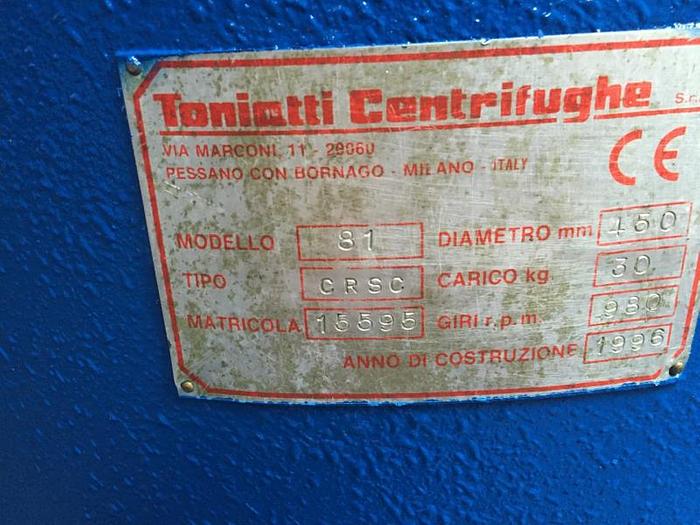 Toniatti Centrifughe S.r.
VIA MARCONI, 11 - 20060
PESSANO CON BORNAGO - MILANO - ITALY
CE
MODELLO 81 DIAMETRO mm 450
TIPO CRSC CARICO kg. 30
MATRICOLA 15595 GIRI r.p.m. 980
ANNO DI COSTRUZIONE 1996